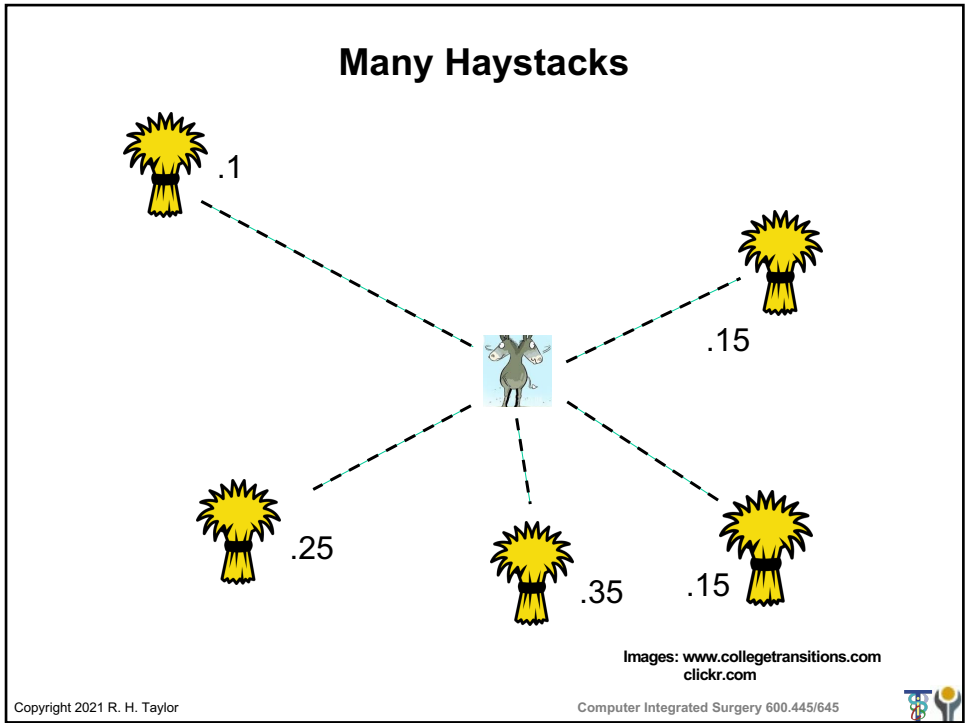 Many Haystacks
.1
.15
.25
.35
.15
Images: www.collegetransitions.com
clickr.com
Copyright 2021 R. H. Taylor
Computer Integrated Surgery 600.445/645